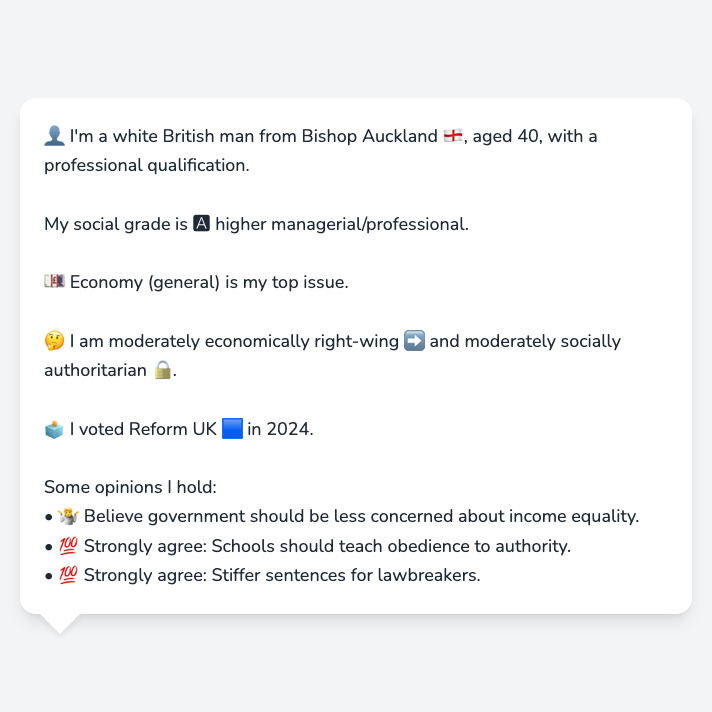 👤 I'm a white British man from Bishop Auckland 🏴󠁧󠁢󠁥󠁮󠁧󠁿, aged 40, with a
professional qualification.
My social grade is 🅰 higher managerial/professional.
💷 Economy (general) is my top issue.
🤔 I am moderately economically right-wing ➡️ and moderately socially
authoritarian 🔒.
🗳️ I voted Reform UK 🟦 in 2024.
Some opinions I hold:
• 🤷 Believe government should be less concerned about income equality.
• 💯 Strongly agree: Schools should teach obedience to authority.
• 💯 Strongly agree: Stiffer sentences for lawbreakers.